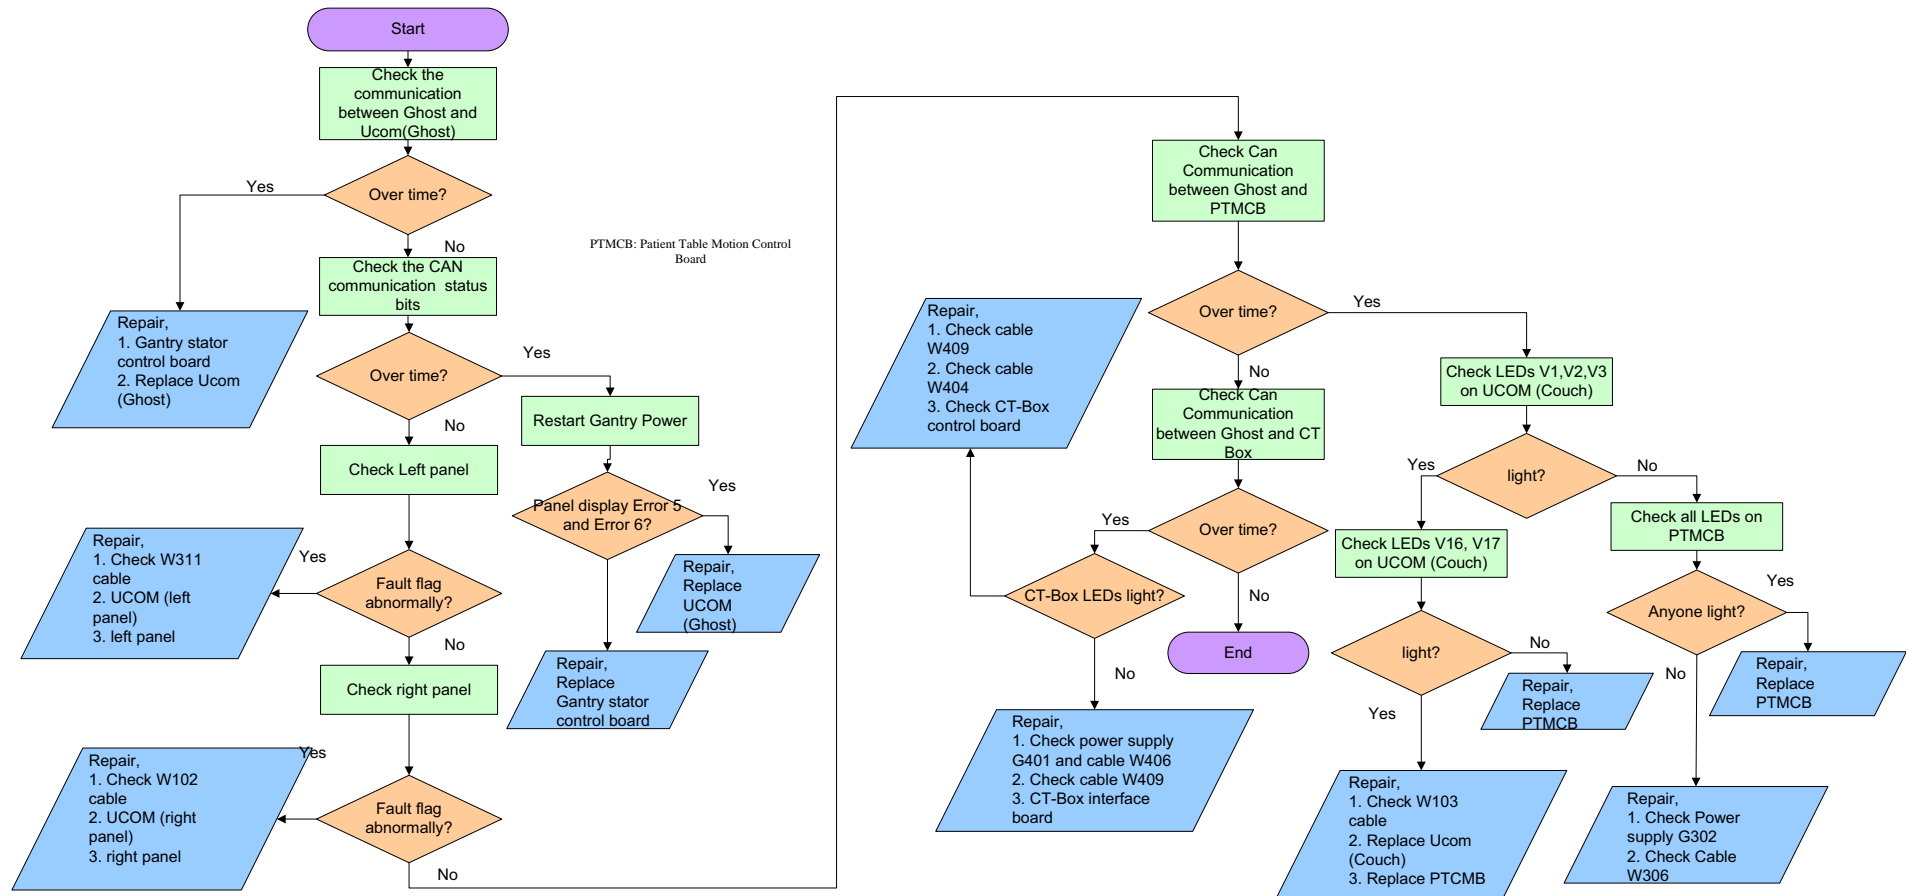 Start
Check the
communication
between Ghost and
Ucom(Ghost)
Over time?
Yes
No
Repair,
1. Gantry stator
control board
2. Replace Ucom
(Ghost)
Check the CAN
communication status
bits
PTMCB: Patient Table Motion Control
Board
Over time?
Yes
No
Restart Gantry Power
Panel display Error 5
and Error 6?
Yes
Repair,
Replace
UCOM
(Ghost)
Repair,
Replace
Gantry stator
control board
Check Left panel
Fault flag
abnormally?
Yes
No
Repair,
1. Check W311
cable
2. UCOM (left
panel)
3. left panel
Check right panel
Fault flag
abnormally?
Yes
No
Repair,
1. Check W102
cable
2. UCOM (right
panel)
3. right panel
Check Can
Communication
between Ghost and
PTMCB
Over time?
Yes
No
Check Can
Communication
between Ghost and CT
Box
Over time?
Yes
No
End
CT-Box LEDs light?
No
Repair,
1. Check cable
W409
2. Check cable
W404
3. Check CT-Box
control board
Repair,
1. Check power supply
G401 and cable W406
2. Check cable W409
3. CT-Box interface
board
Check LEDs V1,V2,V3
on UCOM (Couch)
light?
Yes
No
Check LEDs V16, V17
on UCOM (Couch)
light?
Yes
No
Repair,
Replace
PTMCB
Repair,
1. Check W103
cable
2. Replace Ucom
(Couch)
3. Replace PTCMB
Check all LEDs on
PTMCB
Anyone light?
Yes
No
Repair,
Replace
PTMCB
Repair,
1. Check Power
supply G302
2. Check Cable
W306